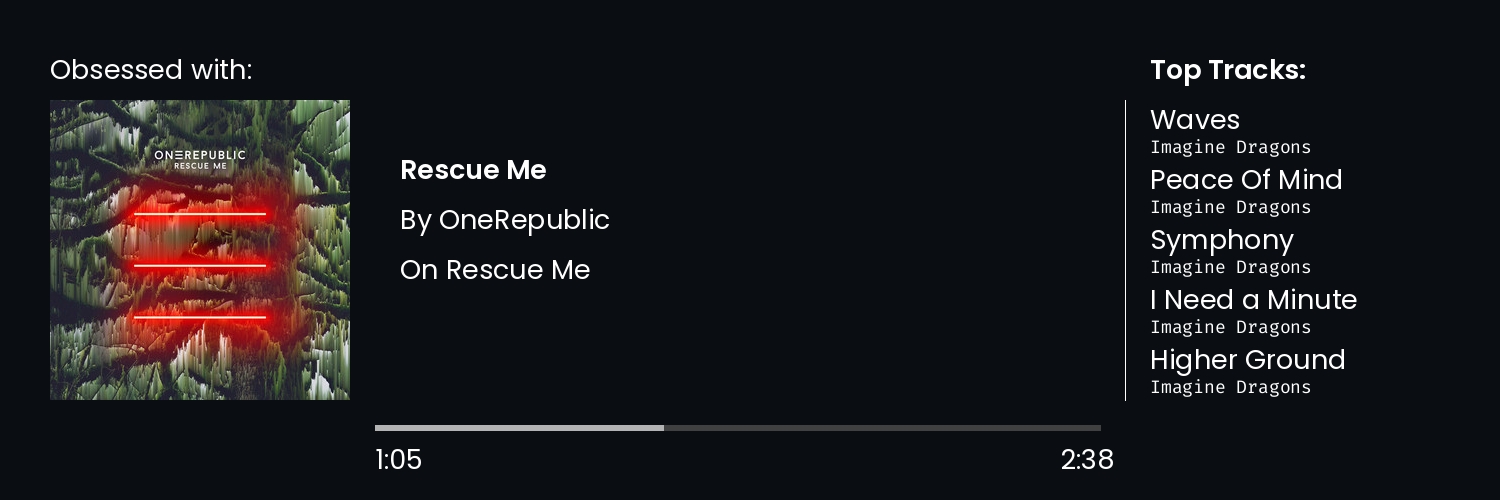 Obsessed with:
ONEREPUBLIC
RESCUE ME
Rescue Me
By OneRepublic
On Rescue Me
1:05
2:38
Top Tracks:
Waves
Imagine Dragons
Peace Of Mind
Imagine Dragons
Symphony
Imagine Dragons
I Need a Minute
Imagine Dragons
Higher Ground
Imagine Dragons